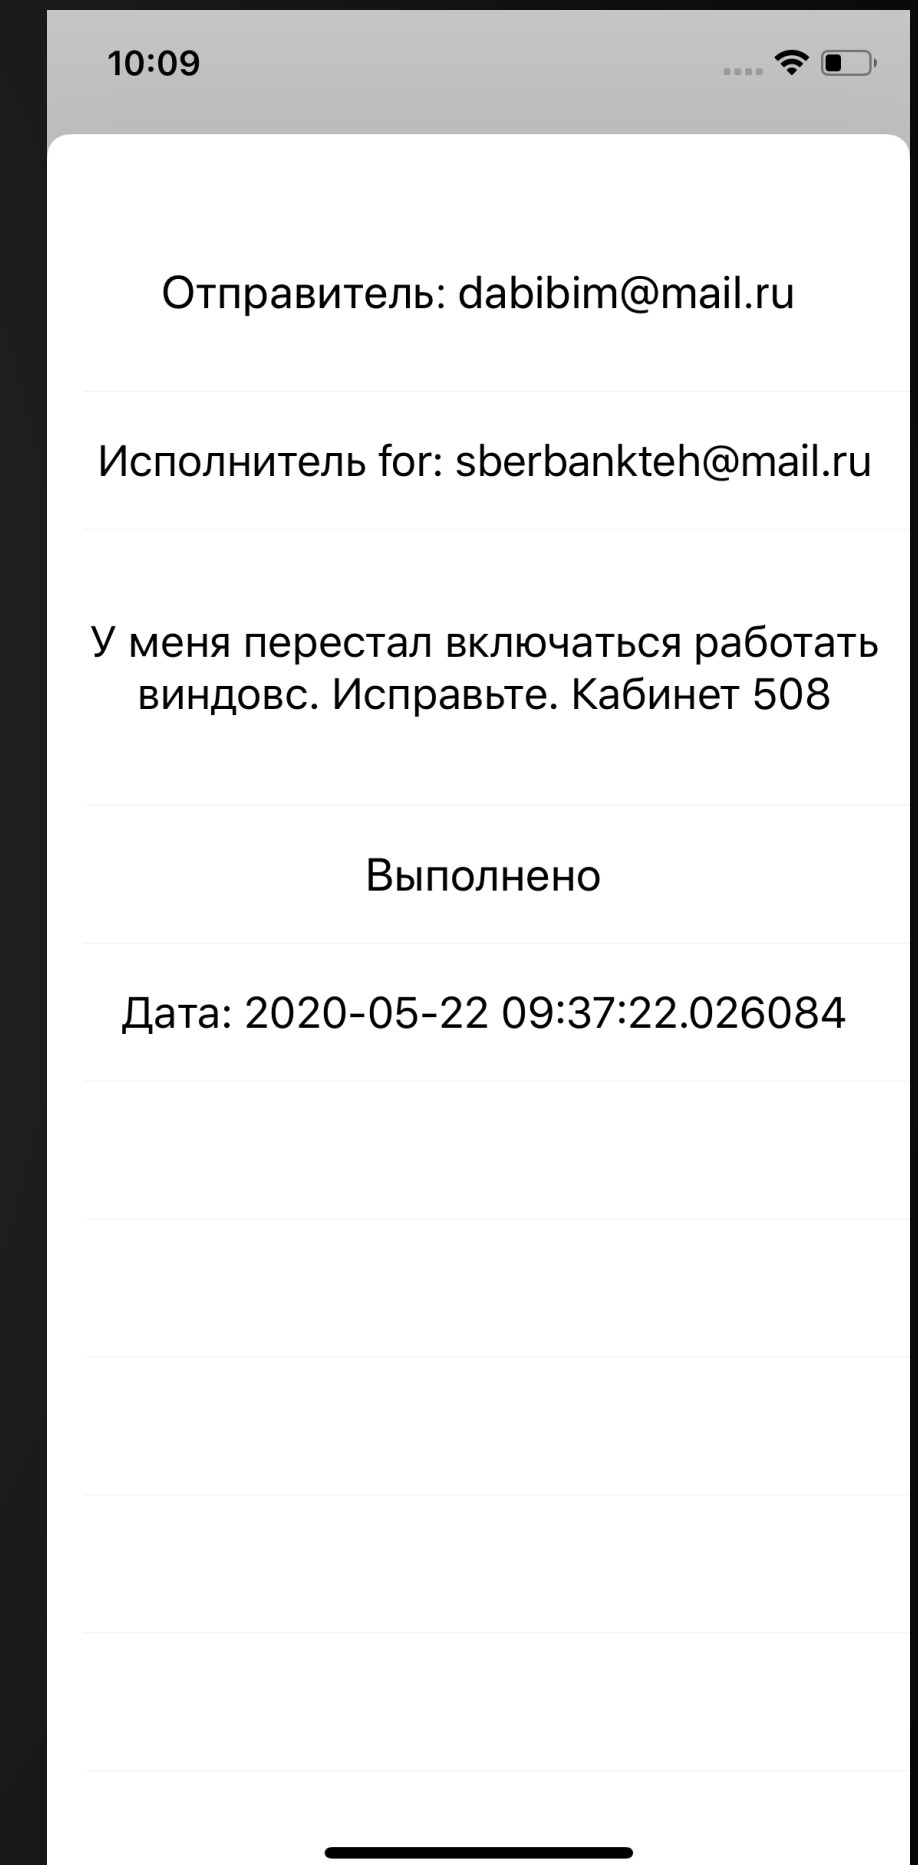 10:09
Отправитель: dabibim@mail.ru
Исполнитель for: sberbankteh@mail.ru
У меня перестал включаться работать
виндовс. Исправьте. Кабинет 508
Выполнено
Дата: 2020-05-22 09:37:22.026084